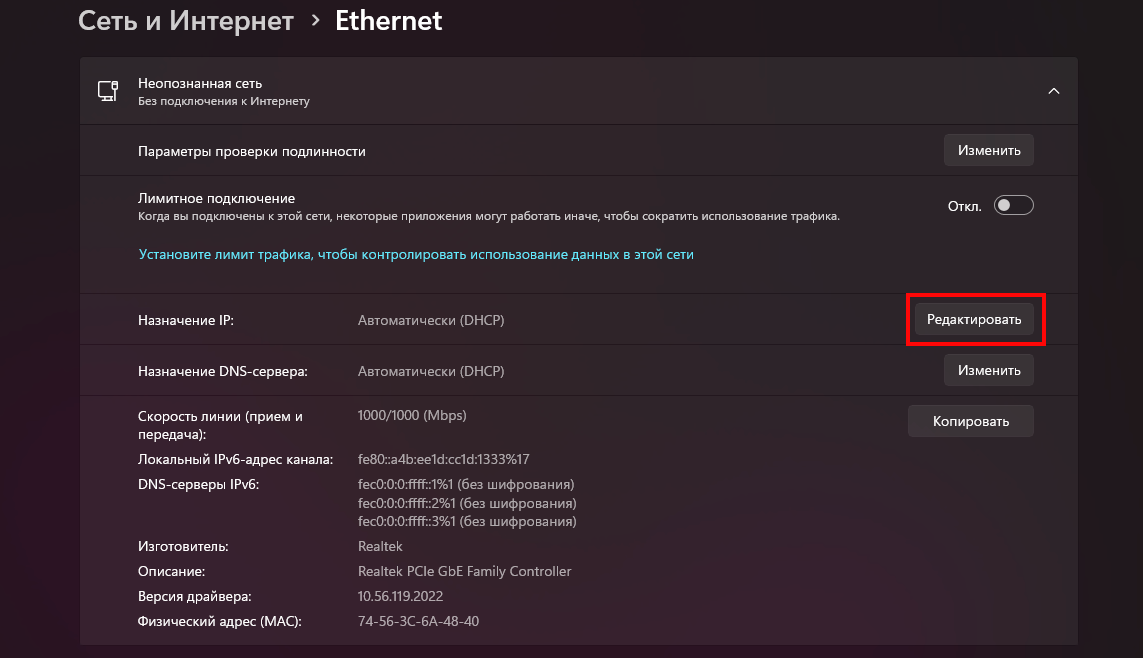 Сеть и Интернет > Ethernet
Неопознанная сеть
Без подключения к Интернету
Параметры проверки подлинности
Изменить
Лимитное подключение
Когда вы подключены к этой сети, некоторые приложения могут работать иначе, чтобы сократить использование трафика.
Откл.
Установите лимит трафика, чтобы контролировать использование данных в этой сети
Назначение IP: Автоматически (DHCP) Редактировать
Назначение DNS-сервера: Автоматически (DHCP) Изменить
Скорость линии (прием и 1000/1000 (Mbps) Копировать
передача):
Локальный IPv6-адрес канала: fe80::a4b:ee1d:cc1d:1333%17
DNS-серверы IPv6: fec0:0:0:ffff::1%1 (без шифрования)
fec0:0:0:ffff::2%1 (без шифрования)
fec0:0:0:ffff::3%1 (без шифрования)
Изготовитель: Realtek
Описание: Realtek PCIe GbE Family Controller
Версия драйвера: 10.56.119.2022
Физический адрес (MAC): 74-56-3C-6A-48-40